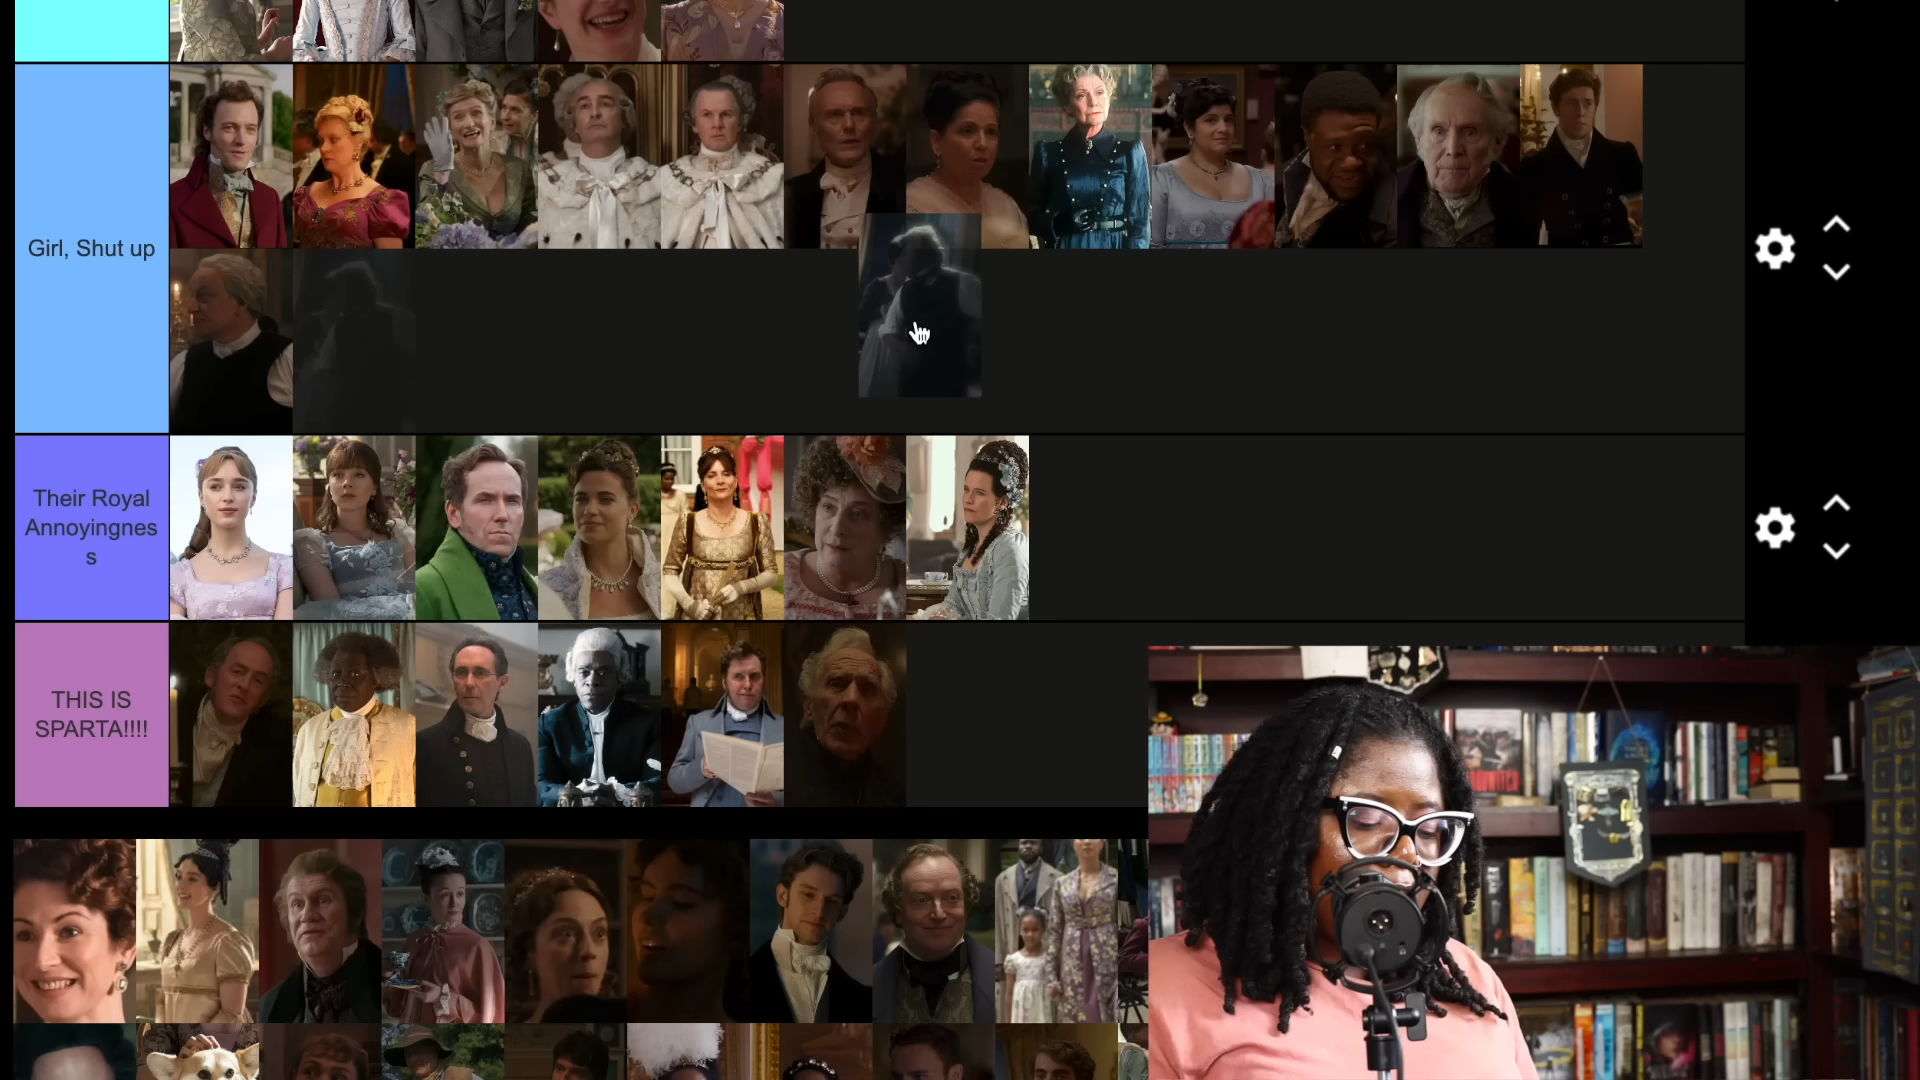 Girl, Shut up
Their Royal
Annoyingnes
s
THIS IS
SPARTA!!!!